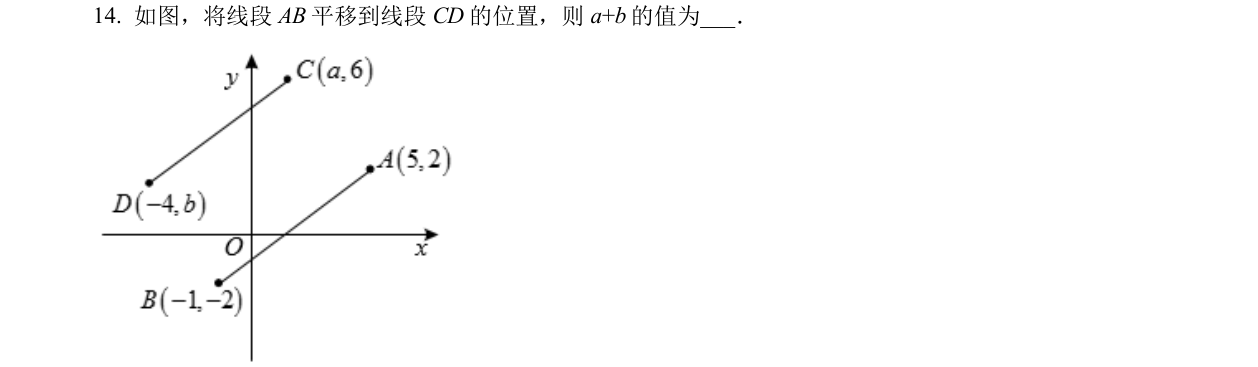 14. 如图，将线段 AB 平移到线段 CD 的位置，则 a+b 的值为___．
y
C(a,6)
A(5,2)
D(−4,b)
O
x
B(−1,−2)